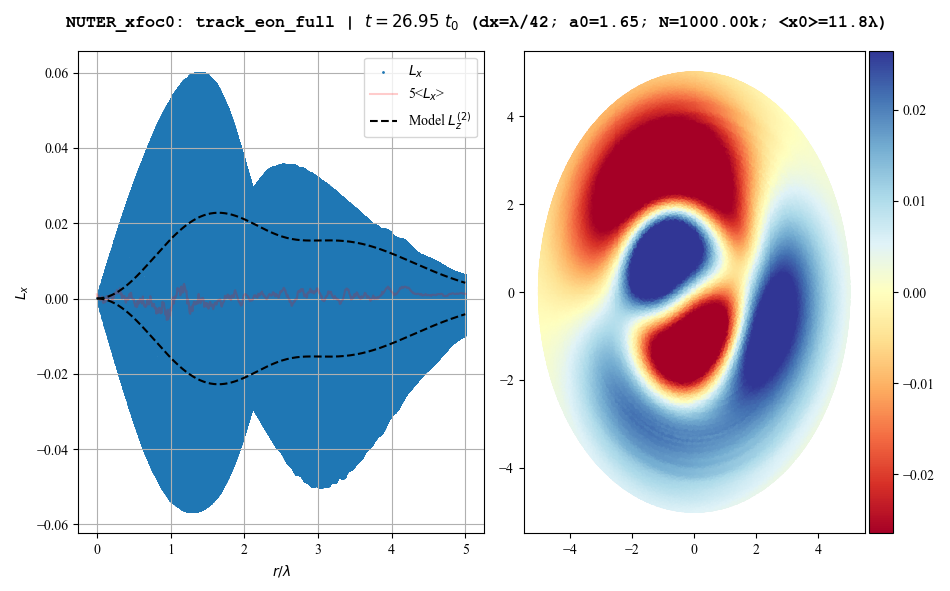 NUTER_xfoc0: track_eon_full | t = 26.95 t₀ (dx=λ/42; a0=1.65; N=1000.00k; <x0>=11.8λ)
Lₓ
5<Lₓ>
Model L_z^(2)
0.06
0.04
0.02
0.00
−0.02
−0.04
−0.06
Lₓ
0 1 2 3 4 5
r/λ
4
2
0
−2
−4
−4 −2 0 2 4
0.02
0.01
0.00
−0.01
−0.02